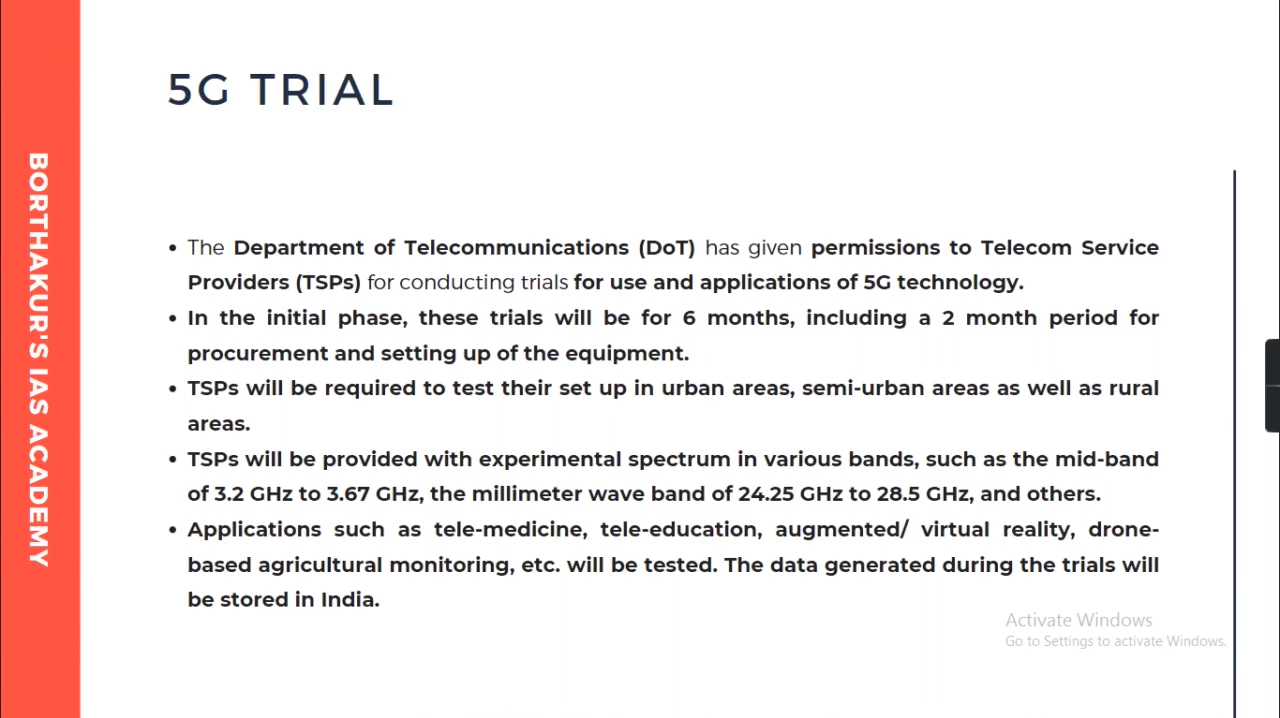 BORTHAKUR'S IAS ACADEMY
5G TRIAL
• The Department of Telecommunications (DoT) has given permissions to Telecom Service
Providers (TSPs) for conducting trials for use and applications of 5G technology.
• In the initial phase, these trials will be for 6 months, including a 2 month period for
procurement and setting up of the equipment.
• TSPs will be required to test their set up in urban areas, semi-urban areas as well as rural
areas.
• TSPs will be provided with experimental spectrum in various bands, such as the mid-band
of 3.2 GHz to 3.67 GHz, the millimeter wave band of 24.25 GHz to 28.5 GHz, and others.
• Applications such as tele-medicine, tele-education, augmented/ virtual reality, drone-
based agricultural monitoring, etc. will be tested. The data generated during the trials will
be stored in India.
Activate Windows
Go to Settings to activate Windows.